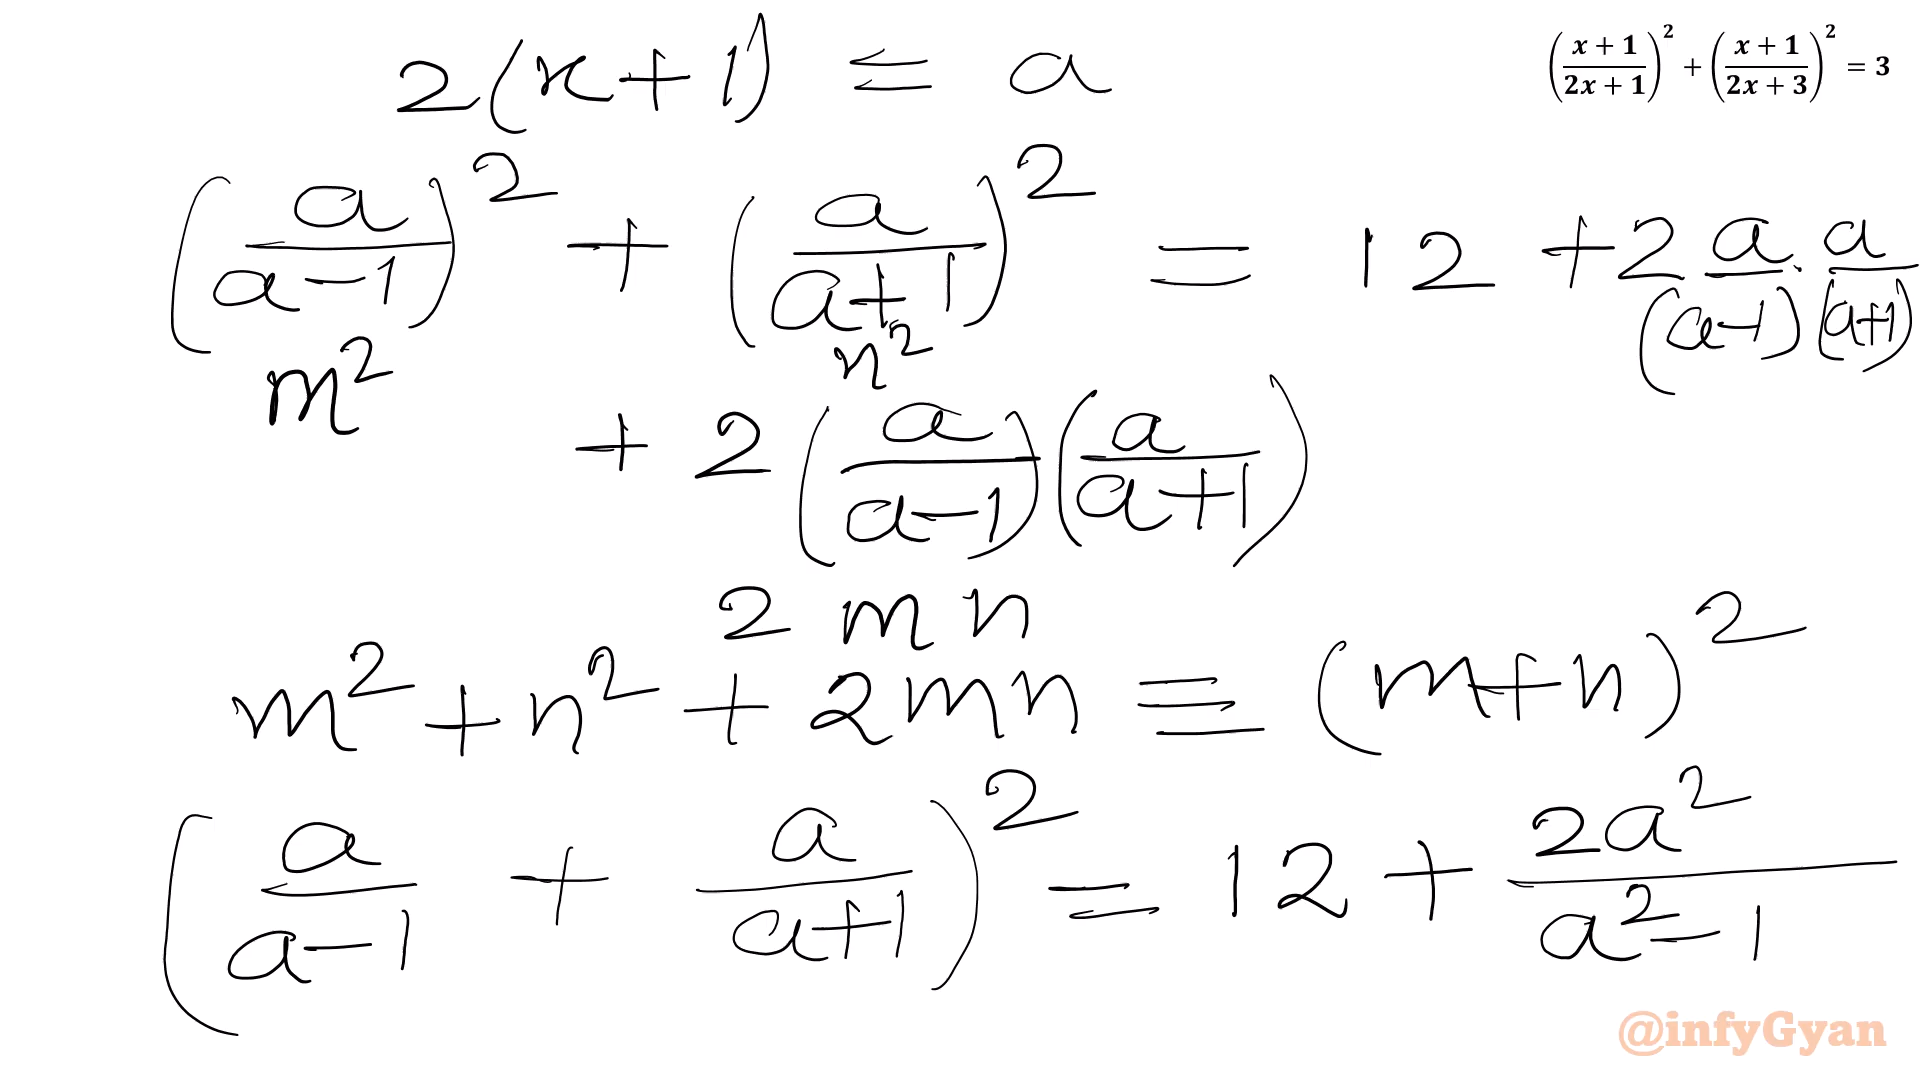 2(x+1) = a
(x+1/2x+1)² + (x+1/2x+3)² = 3
(a/a-1)² + (a/a+1)² = 12 + 2 a/(a-1) · a/(a+1)
m² n²
+ 2 (a/a-1)(a/a+1)
2 m n
m² + n² + 2mn ≡ (m+n)²
(a/a-1 + a/a+1)² = 12 + 2a²/a²-1
@infyGyan